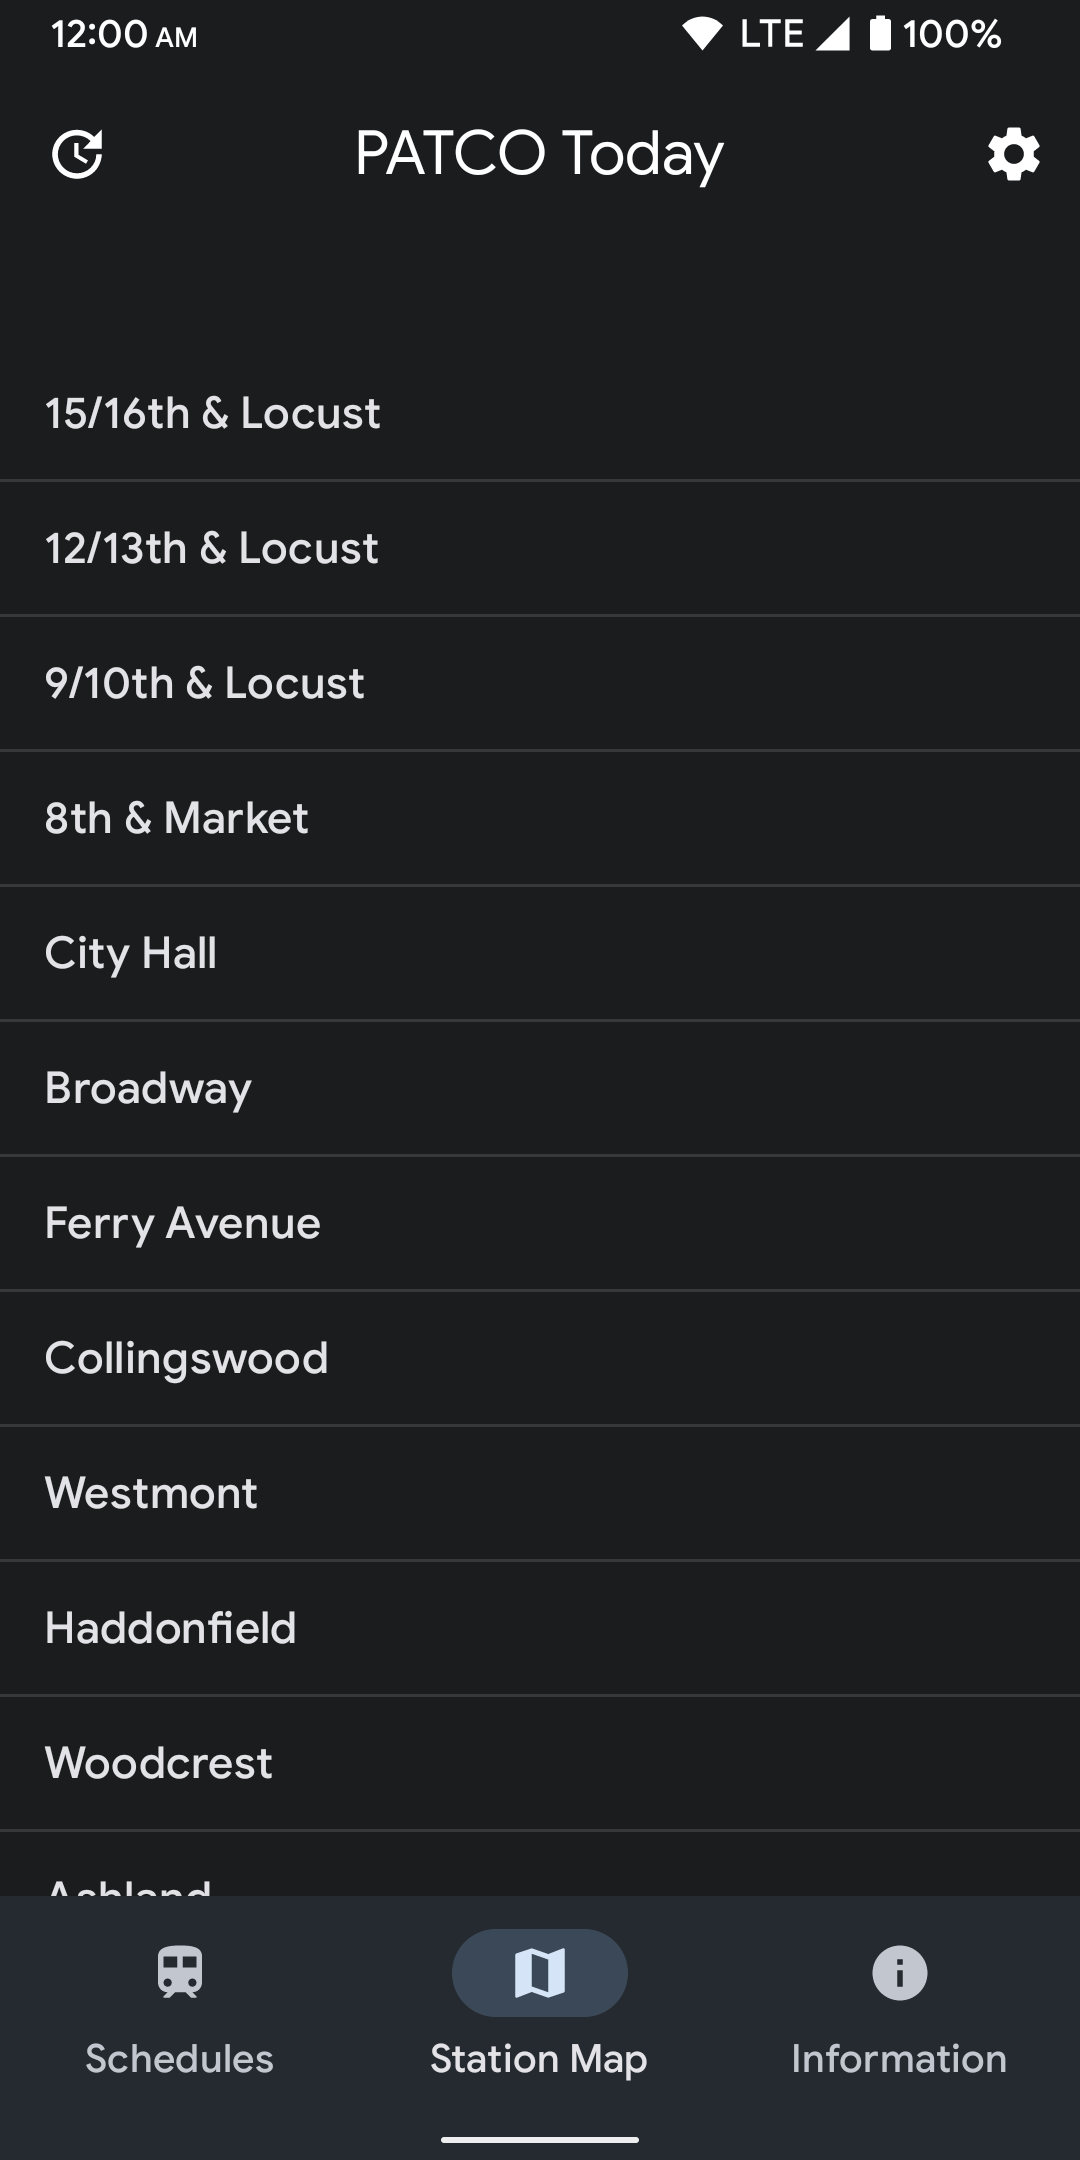 12:00 AM LTE 100%
PATCO Today
15/16th & Locust
12/13th & Locust
9/10th & Locust
8th & Market
City Hall
Broadway
Ferry Avenue
Collingswood
Westmont
Haddonfield
Woodcrest
Ashland
Schedules
Station Map
Information